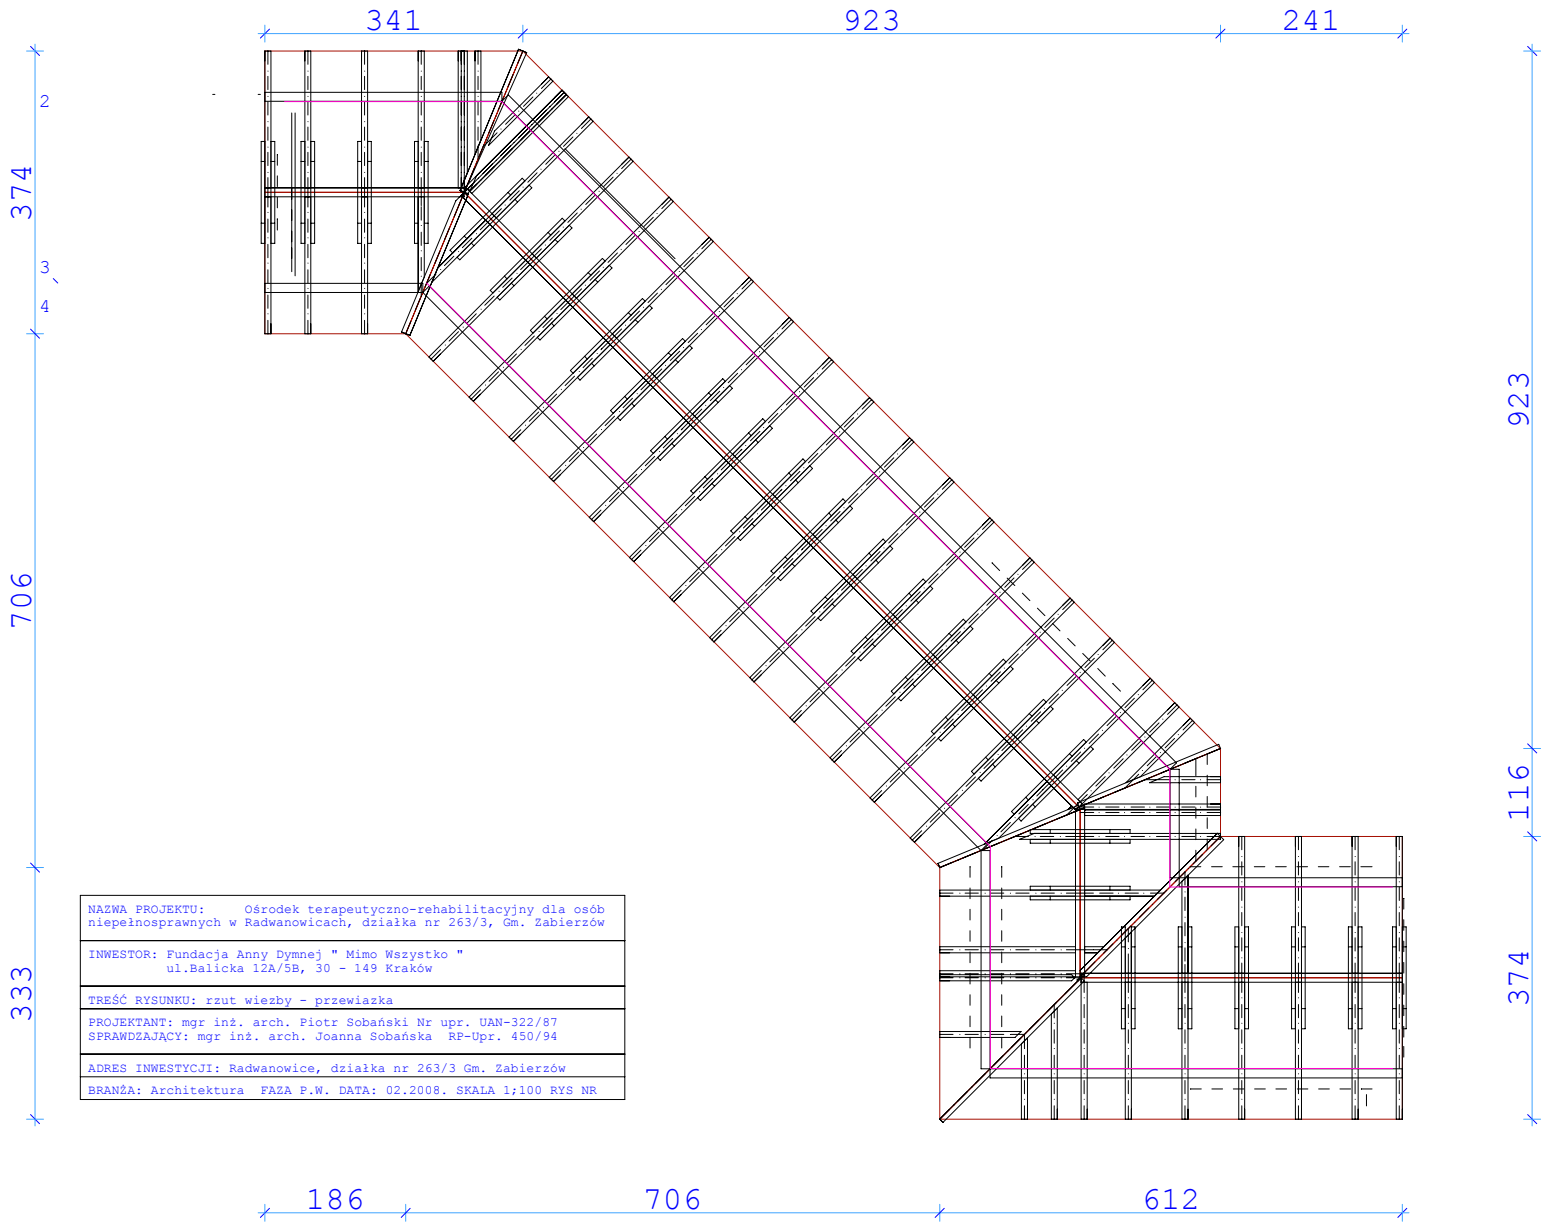 341
923
241
2
374
3
4
706
333
923
116
374
NAZWA PROJEKTU: Ośrodek terapeutyczno-rehabilitacyjny dla osób
niepełnosprawnych w Radwanowicach, działka nr 263/3, Gm. Zabierzów
INWESTOR: Fundacja Anny Dymnej " Mimo Wszystko "
ul.Balicka 12A/5B, 30 - 149 Kraków
TREŚĆ RYSUNKU: rzut wiezby - przewiazka
PROJEKTANT: mgr inż. arch. Piotr Sobański Nr upr. UAN-322/87
SPRAWDZAJĄCY: mgr inż. arch. Joanna Sobańska RP-Upr. 450/94
ADRES INWESTYCJI: Radwanowice, działka nr 263/3 Gm. Zabierzów
BRANŻA: Architektura FAZA P.W. DATA: 02.2008. SKALA 1;100 RYS NR
186
706
612